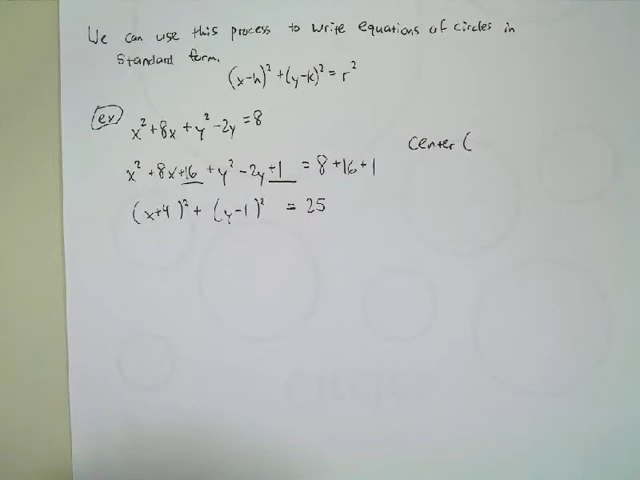 We can use this process to write equations of circles in
standard form.
(x-h)² + (y-k)² = r²
ex x² + 8x + y² - 2y = 8
center (
x² + 8x + 16 + y² - 2y + 1 = 8 + 16 + 1
(x+4)² + (y-1)² = 25